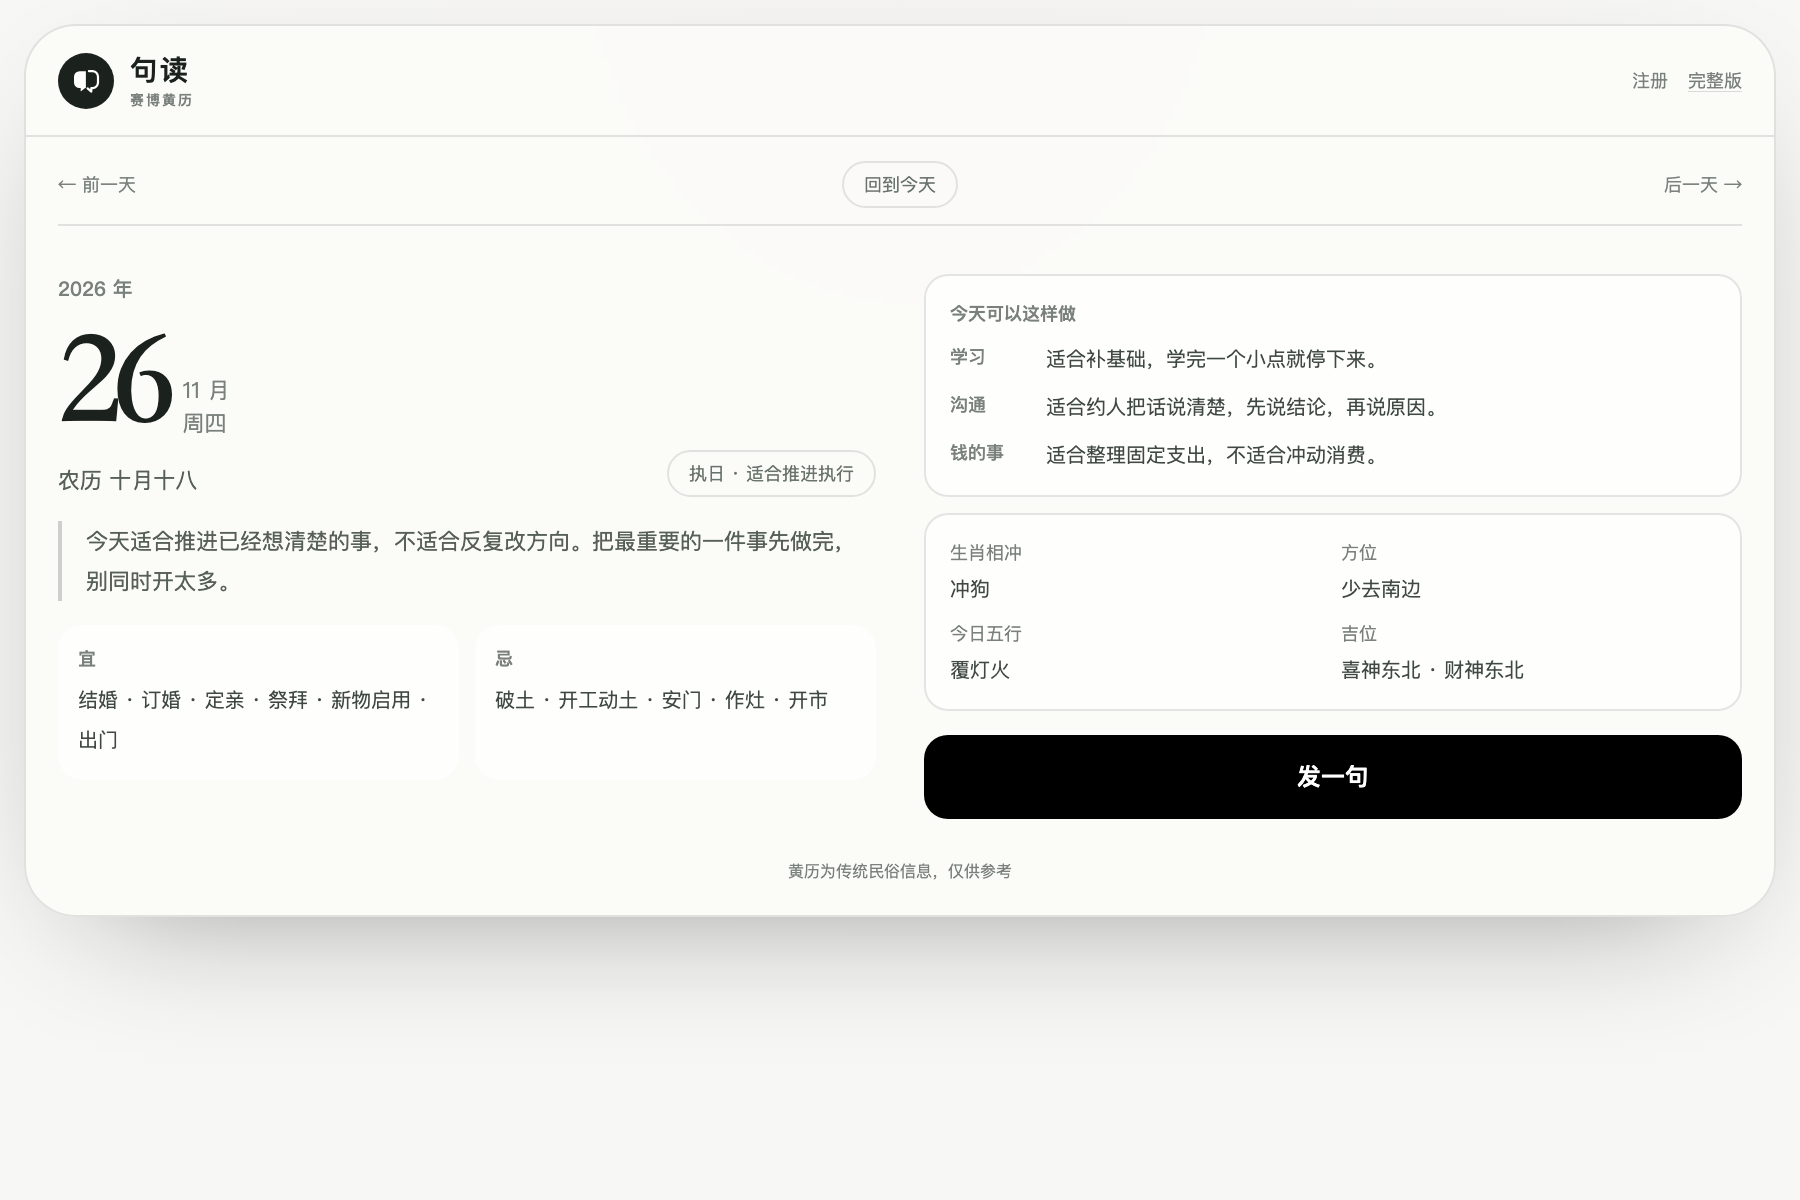 句读
赛博黄历
注册 完整版
← 前一天
回到今天
后一天 →
2026 年
26
11 月
周四
农历 十月十八
执日 · 适合推进执行
今天适合推进已经想清楚的事，不适合反复改方向。把最重要的一件事先做完，
别同时开太多。
宜
结婚 · 订婚 · 定亲 · 祭拜 · 新物启用 ·
出门
忌
破土 · 开工动土 · 安门 · 作灶 · 开市
今天可以这样做
学习 适合补基础，学完一个小点就停下来。
沟通 适合约人把话说清楚，先说结论，再说原因。
钱的事 适合整理固定支出，不适合冲动消费。
生肖相冲
冲狗
方位
少去南边
今日五行
覆灯火
吉位
喜神东北 · 财神东北
发一句
黄历为传统民俗信息，仅供参考